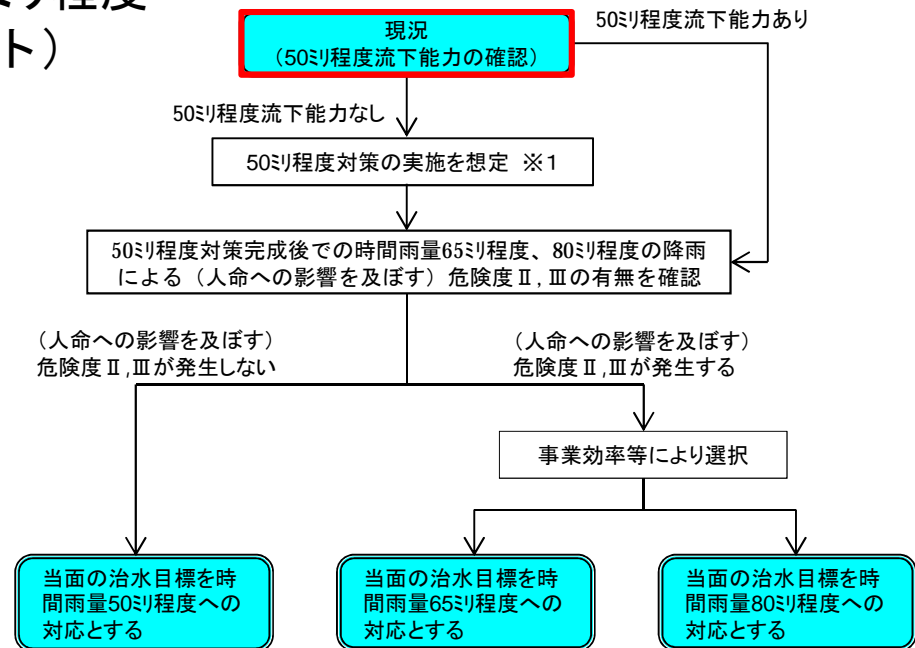 ミリ程度
ト）
50ﾐﾘ程度流下能力あり
現況
（50ﾐﾘ程度流下能力の確認）
50ﾐﾘ程度流下能力なし
50ﾐﾘ程度対策の実施を想定 ※1
50ﾐﾘ程度対策完成後での時間雨量65ﾐﾘ程度、80ﾐﾘ程度の降雨
による（人命への影響を及ぼす）危険度Ⅱ,Ⅲの有無を確認
（人命への影響を及ぼす）
危険度Ⅱ,Ⅲが発生しない
（人命への影響を及ぼす）
危険度Ⅱ,Ⅲが発生する
事業効率等により選択
当面の治水目標を時
間雨量50ﾐﾘ程度への
対応とする
当面の治水目標を時
間雨量65ﾐﾘ程度への
対応とする
当面の治水目標を時
間雨量80ﾐﾘ程度への
対応とする